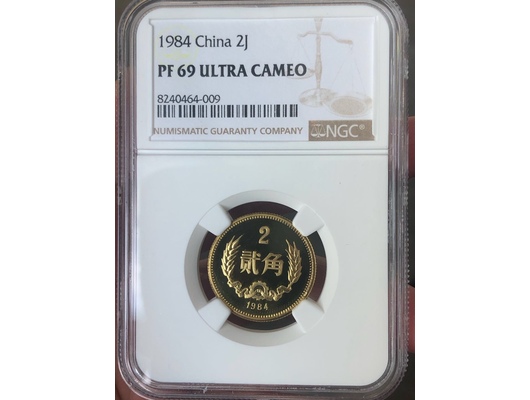 1984 China 2J
PF 69 ULTRA CAMEO
8240464-009
NUMISMATIC GUARANTY COMPANY
NGC®
2
贰角
1984